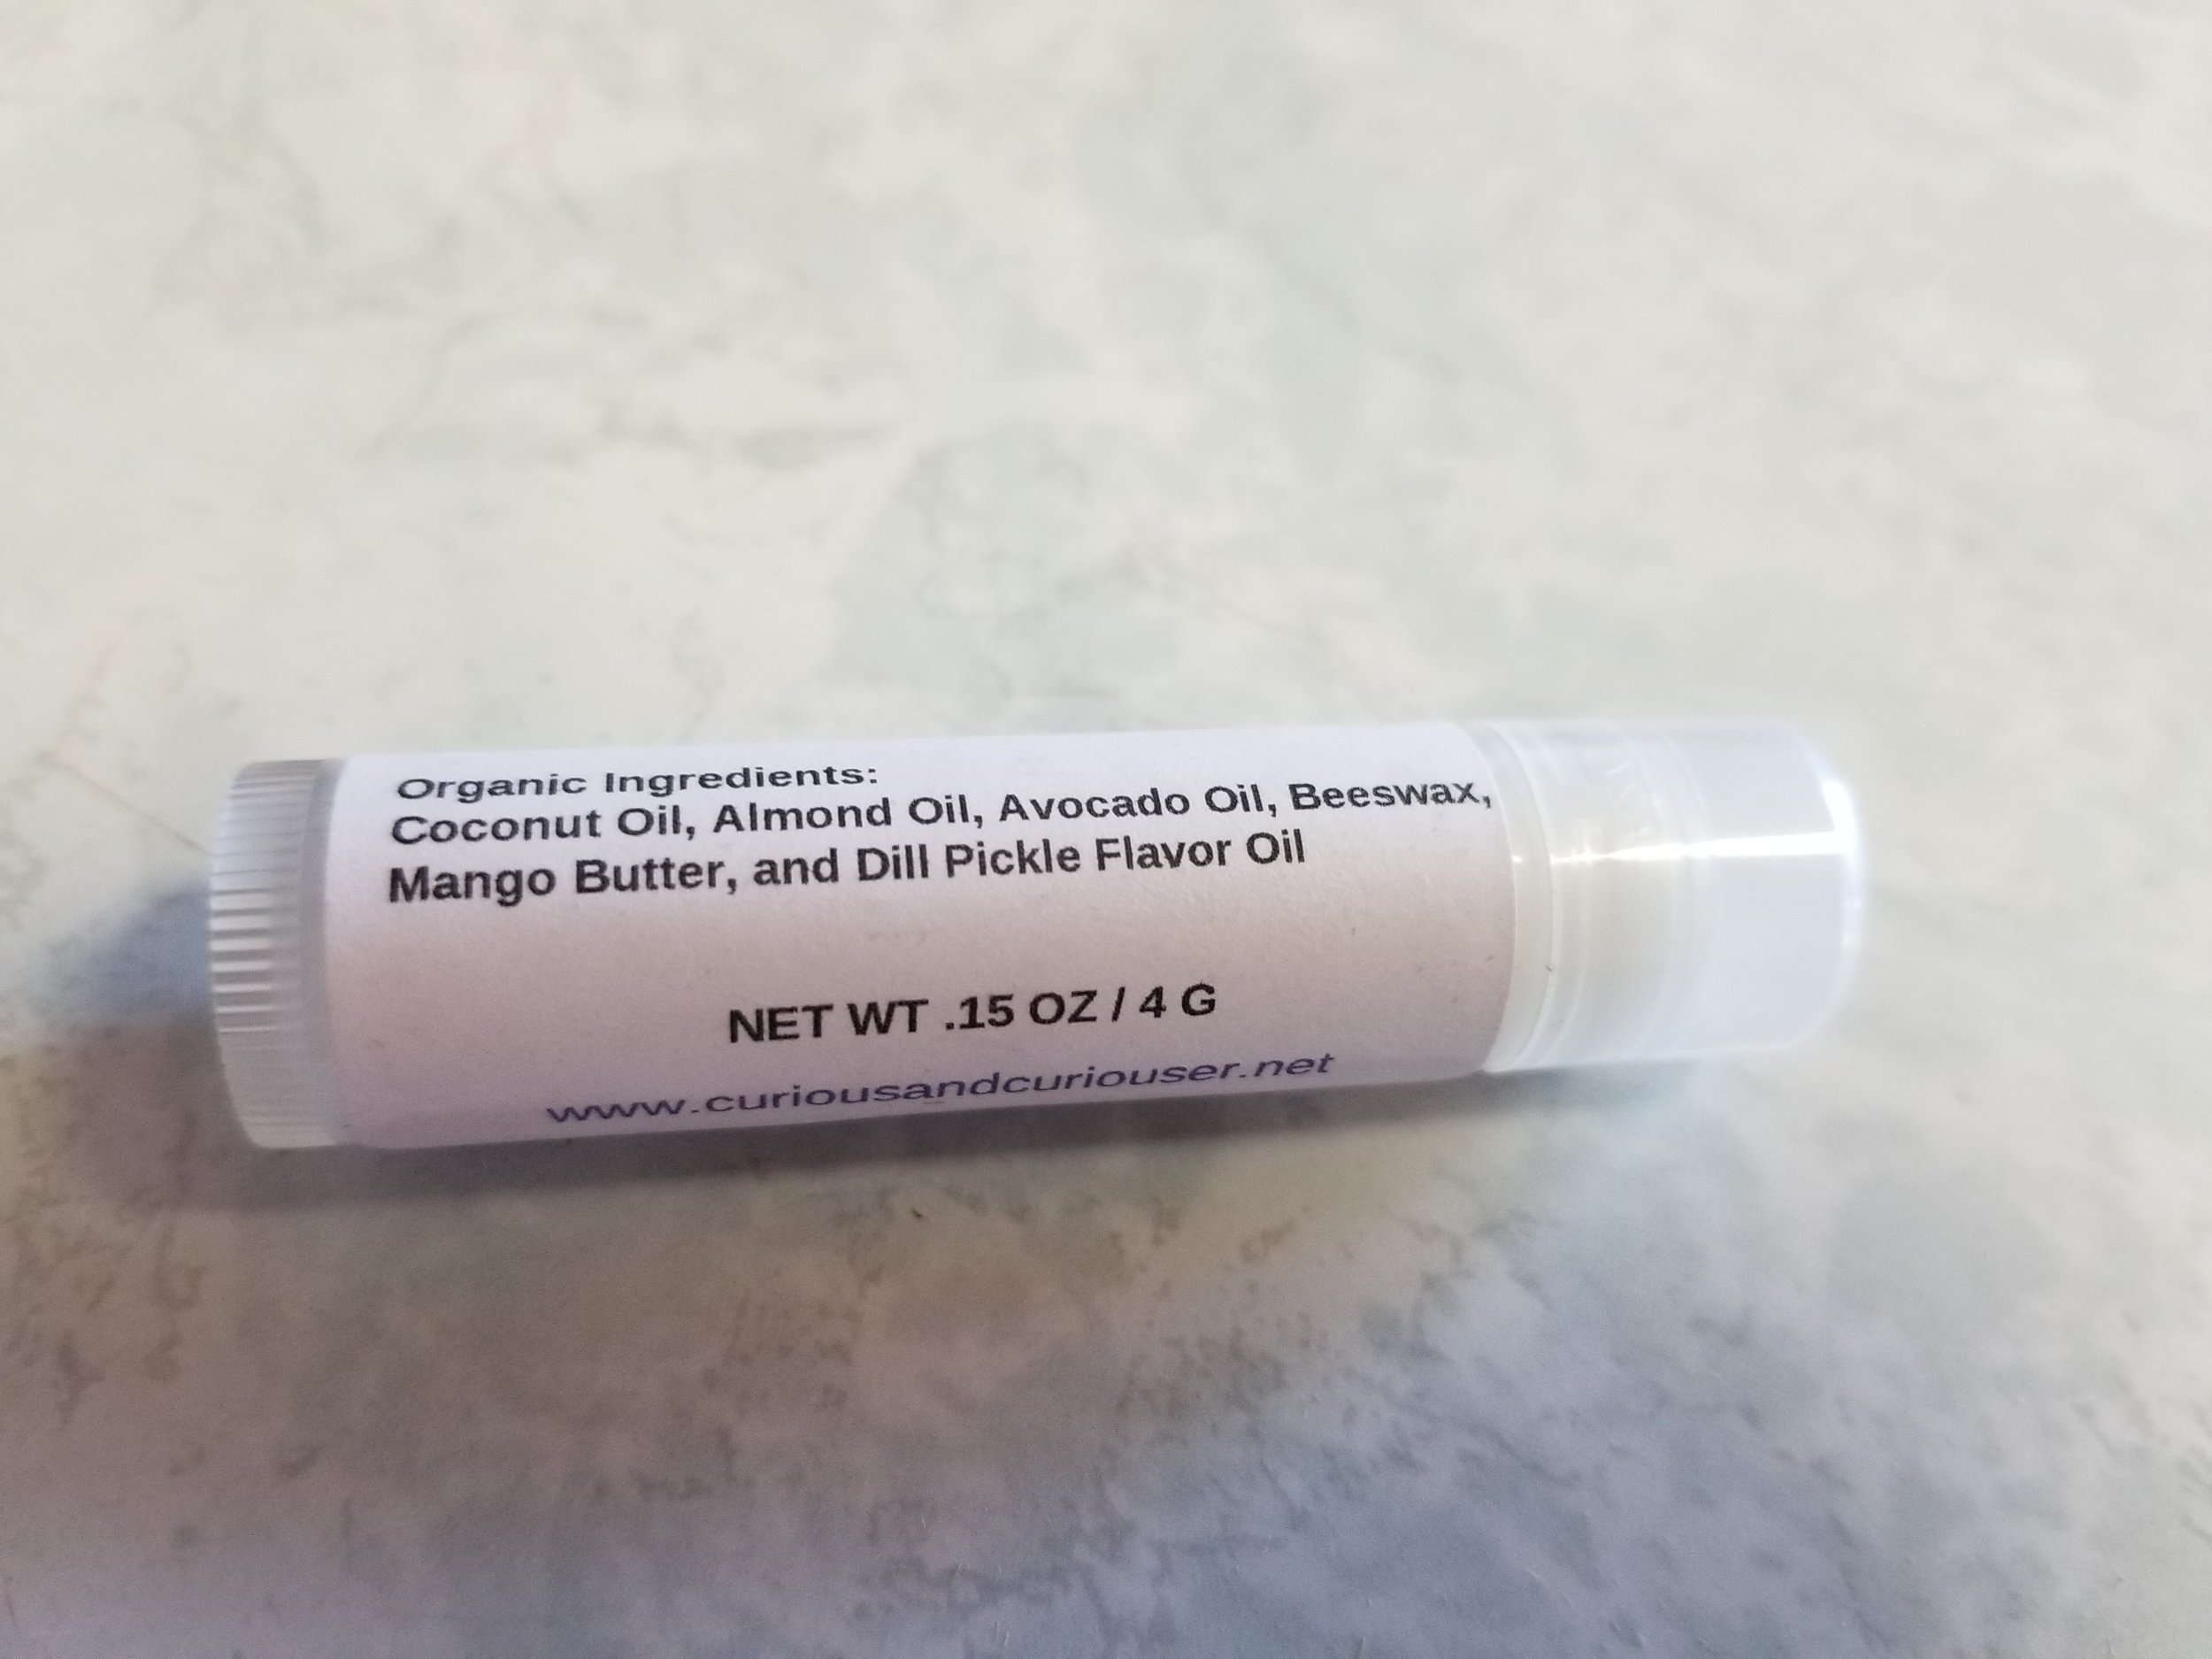 Organic Ingredients:
Coconut Oil, Almond Oil, Avocado Oil, Beeswax,
Mango Butter, and Dill Pickle Flavor Oil
NET WT .15 OZ / 4 G
www.curiousandcuriouser.net